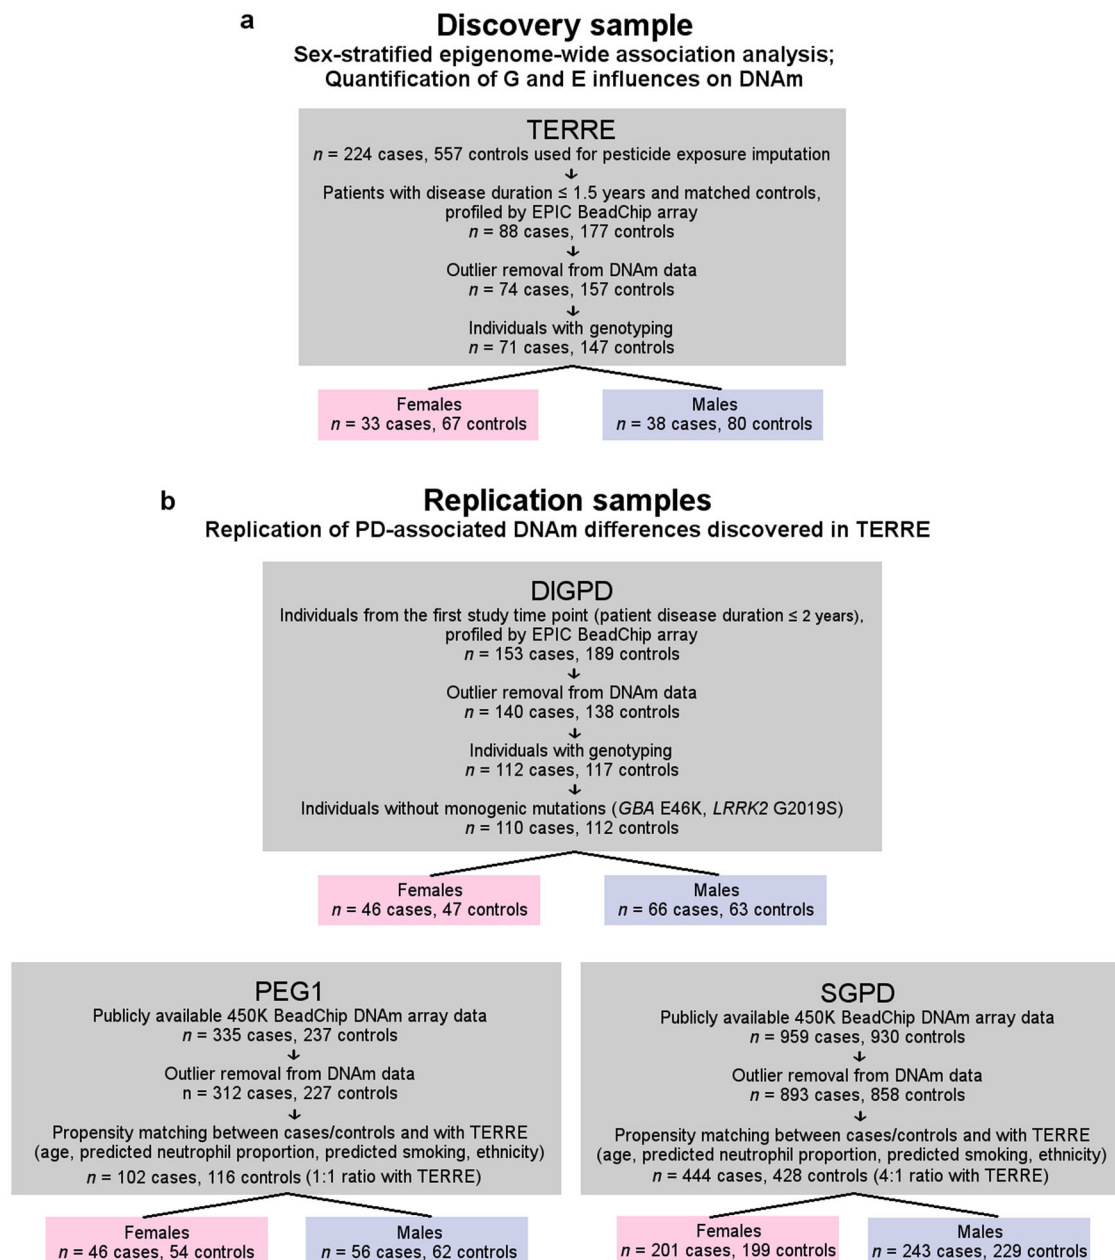 a
Discovery sample
Sex-stratified epigenome-wide association analysis;
Quantification of G and E influences on DNAm
TERRE
n = 224 cases, 557 controls used for pesticide exposure imputation
↓
Patients with disease duration ≤ 1.5 years and matched controls,
profiled by EPIC BeadChip array
n = 88 cases, 177 controls
↓
Outlier removal from DNAm data
n = 74 cases, 157 controls
↓
Individuals with genotyping
n = 71 cases, 147 controls
Females
n = 33 cases, 67 controls
Males
n = 38 cases, 80 controls
b
Replication samples
Replication of PD-associated DNAm differences discovered in TERRE
DIGPD
Individuals from the first study time point (patient disease duration ≤ 2 years),
profiled by EPIC BeadChip array
n = 153 cases, 189 controls
↓
Outlier removal from DNAm data
n = 140 cases, 138 controls
↓
Individuals with genotyping
n = 112 cases, 117 controls
↓
Individuals without monogenic mutations (GBA E46K, LRRK2 G2019S)
n = 110 cases, 112 controls
Females
n = 46 cases, 47 controls
Males
n = 66 cases, 63 controls
PEG1
Publicly available 450K BeadChip DNAm array data
n = 335 cases, 237 controls
↓
Outlier removal from DNAm data
n = 312 cases, 227 controls
↓
Propensity matching between cases/controls and with TERRE
(age, predicted neutrophil proportion, predicted smoking, ethnicity)
n = 102 cases, 116 controls (1:1 ratio with TERRE)
Females
n = 46 cases, 54 controls
Males
n = 56 cases, 62 controls
SGPD
Publicly available 450K BeadChip DNAm array data
n = 959 cases, 930 controls
↓
Outlier removal from DNAm data
n = 893 cases, 858 controls
↓
Propensity matching between cases/controls and with TERRE
(age, predicted neutrophil proportion, predicted smoking, ethnicity)
n = 444 cases, 428 controls (4:1 ratio with TERRE)
Females
n = 201 cases, 199 controls
Males
n = 243 cases, 229 controls